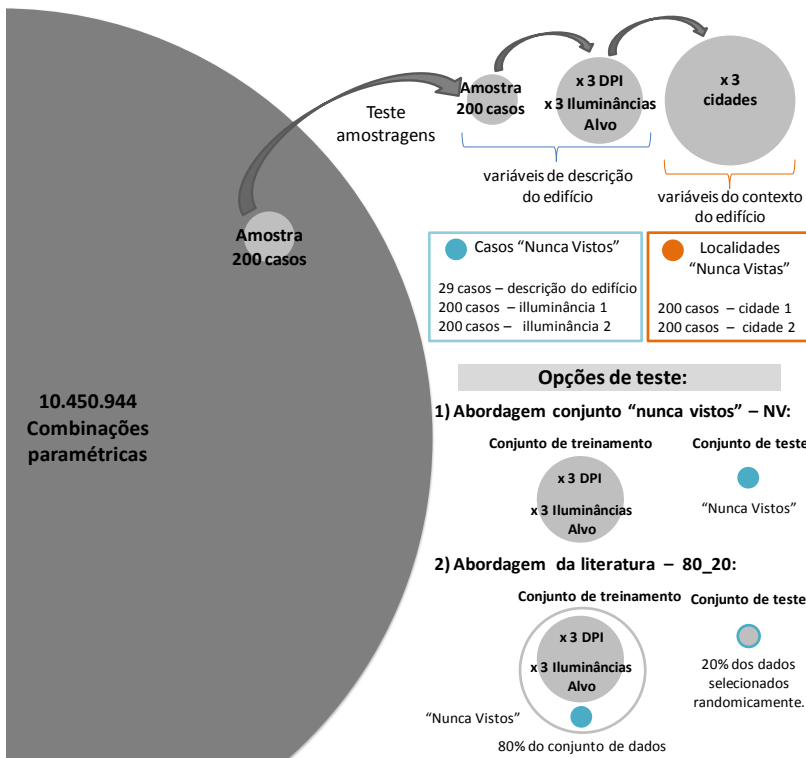 Teste
amostragens
Amostra
200 casos
x 3 DPI
x 3 Iluminâncias
Alvo
x 3
cidades
variáveis de descrição
do edifício
variáveis do contexto
do edifício
Amostra
200 casos
10.450.944
Combinações
paramétricas
Casos “Nunca Vistos”
29 casos – descrição do edifício
200 casos – illuminância 1
200 casos – illuminância 2
Localidades
“Nunca Vistas”
200 casos – cidade 1
200 casos – cidade 2
Opções de teste:
1) Abordagem conjunto “nunca vistos” – NV:
Conjunto de treinamento
x 3 DPI
x 3 Iluminâncias
Alvo
Conjunto de teste
“Nunca Vistos”
2) Abordagem da literatura – 80_20:
Conjunto de treinamento
x 3 DPI
x 3 Iluminâncias
Alvo
“Nunca Vistos”
80% do conjunto de dados
Conjunto de teste
20% dos dados
selecionados
randomicamente.